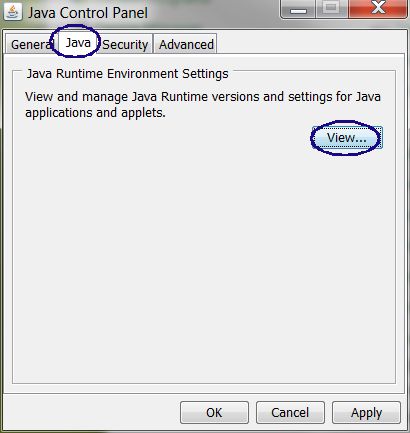 Java Control Panel
General Java Security Advanced
Java Runtime Environment Settings
View and manage Java Runtime versions and settings for Java
applications and applets.
View...
OK Cancel Apply